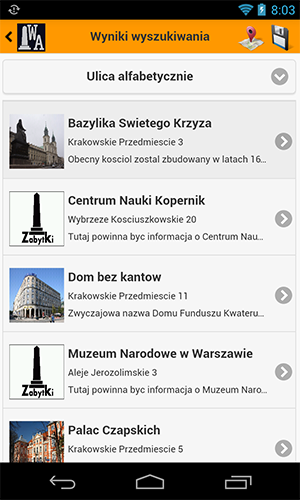 8:03
WA
Wyniki wyszukiwania
Ulica alfabetycznie
Bazylika Swietego Krzyza
Krakowskie Przedmiescie 3
Obecny kosciol zostal zbudowany w latach 16...
Centrum Nauki Kopernik
Wybrzeze Kosciuszkowskie 20
Tutaj powinna byc informacja o Centrum Nau...
ZabytKi
Dom bez kantow
Krakowskie Przedmiescie 11
Zwyczajowa nazwa Domu Funduszu Kwateru...
Muzeum Narodowe w Warszawie
Aleje Jerozolimskie 3
Tutaj powinna byc informacja o Muzeum Naro...
ZabytKi
Palac Czapskich
Krakowskie Przedmiescie 5